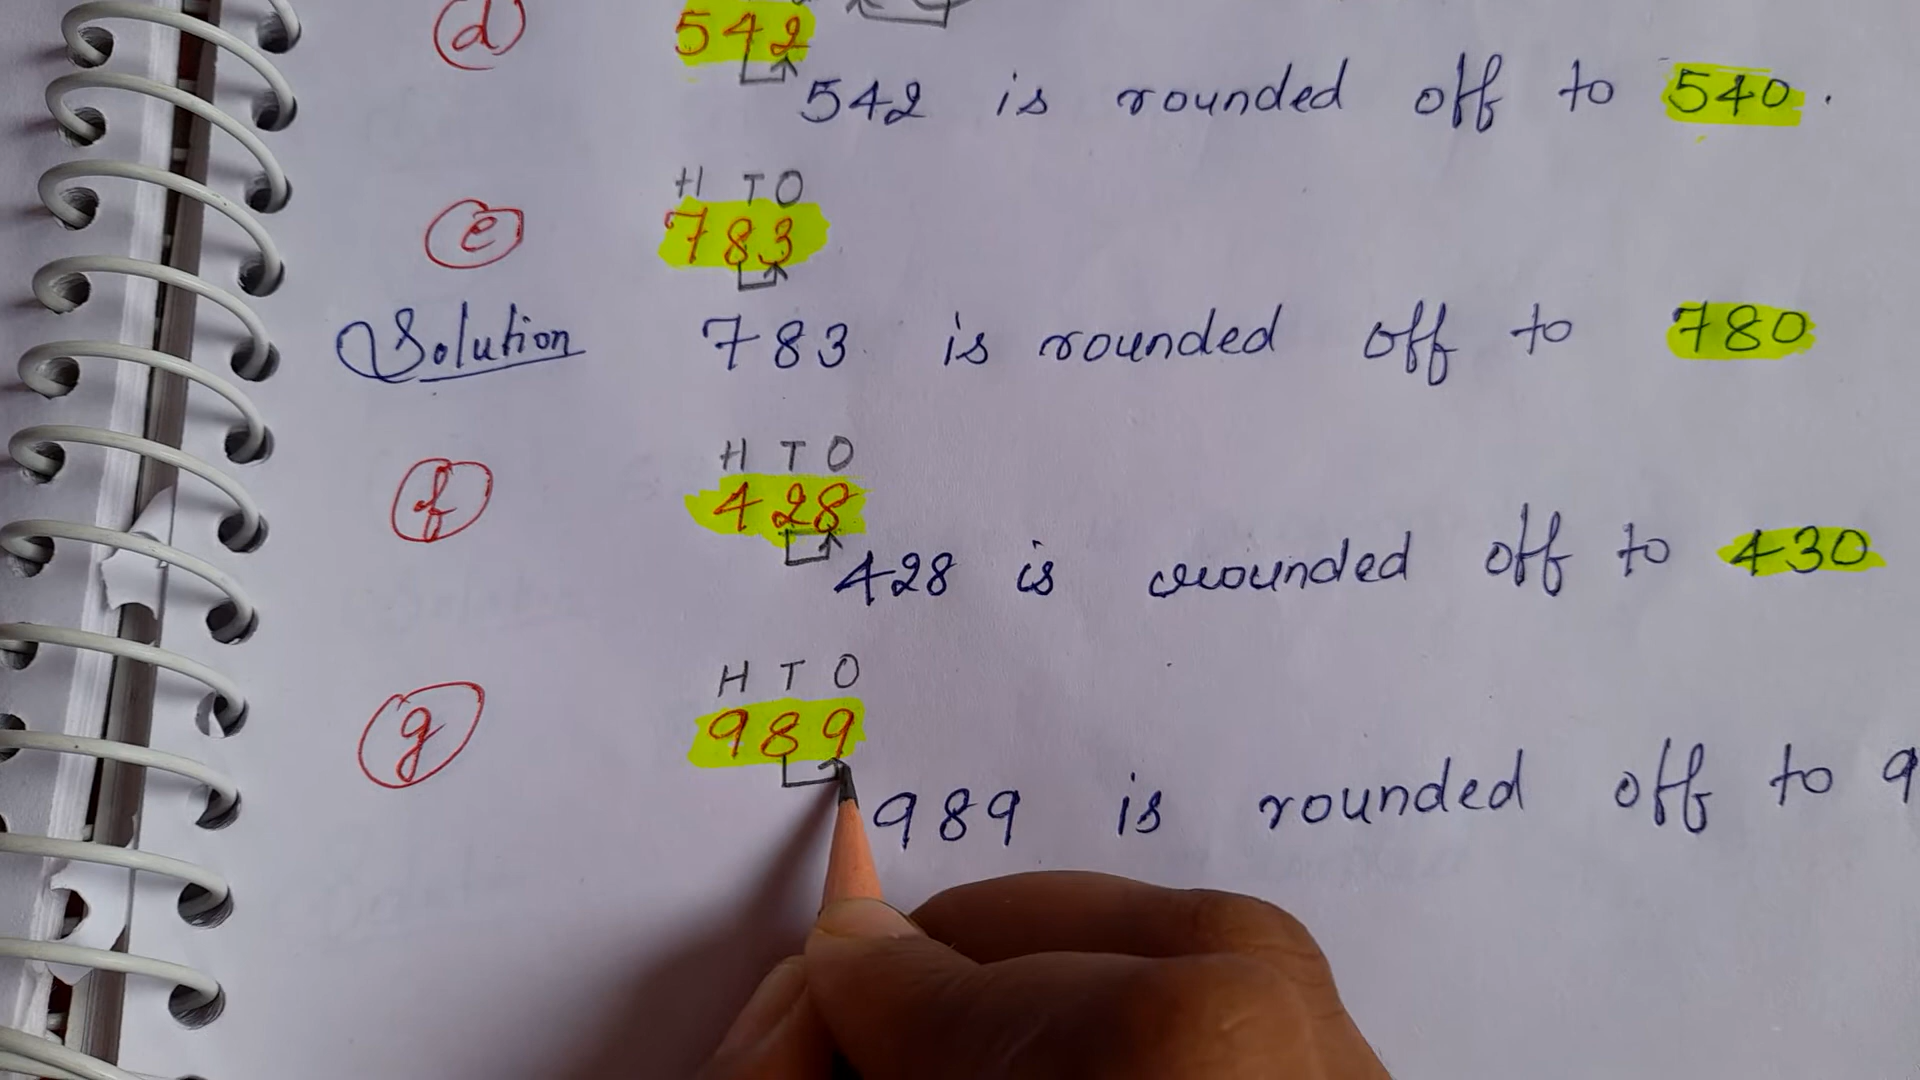 (d) 542
542 is rounded off to 540.
H T O
(e) 783
Solution 783 is rounded off to 780
H T O
(f) 428
428 is rounded off to 430
H T O
(g) 989
989 is rounded off to 9